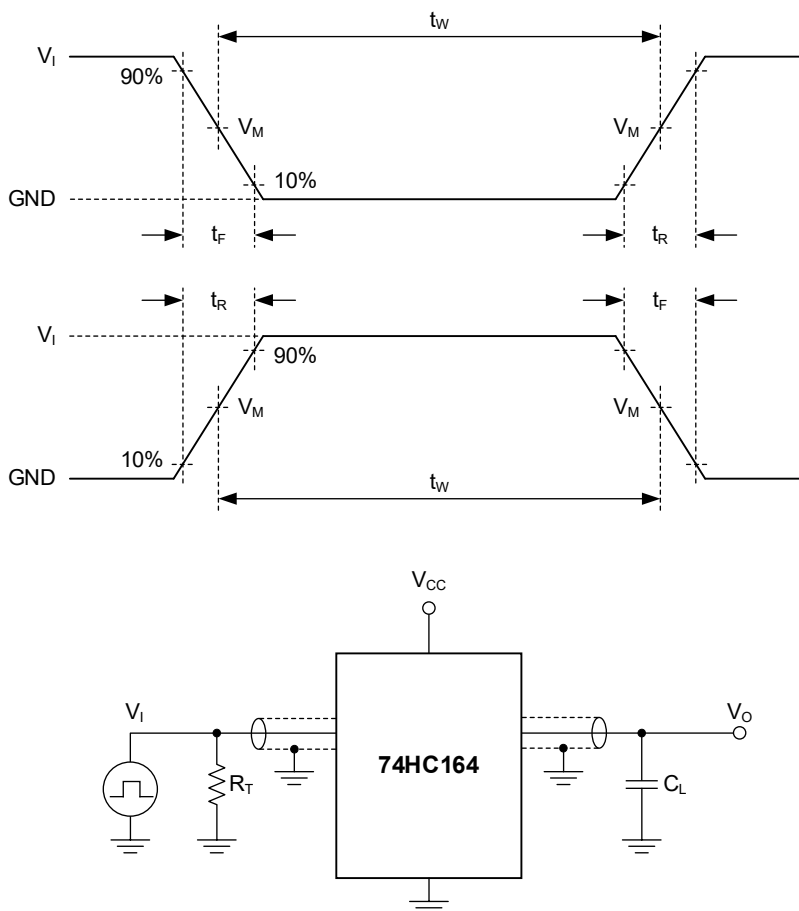 t_W
V_I
90%
V_M V_M
10%
GND
t_F t_R
t_R t_F
V_I
90%
V_M V_M
10%
GND
t_W
V_CC
V_I V_O
74HC164
R_T C_L